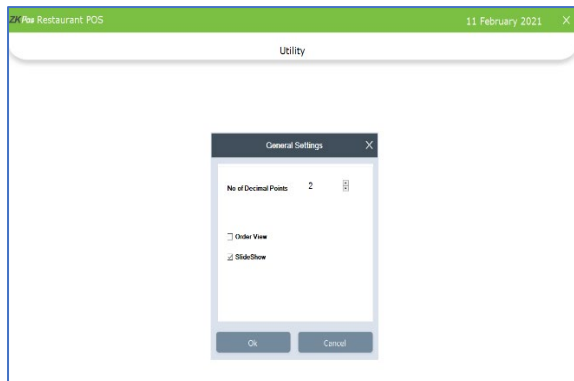 ZKPos Restaurant POS 11 February 2021 X
Utility
General Settings X
No of Decimal Points 2
Order View
SlideShow
Ok Cancel